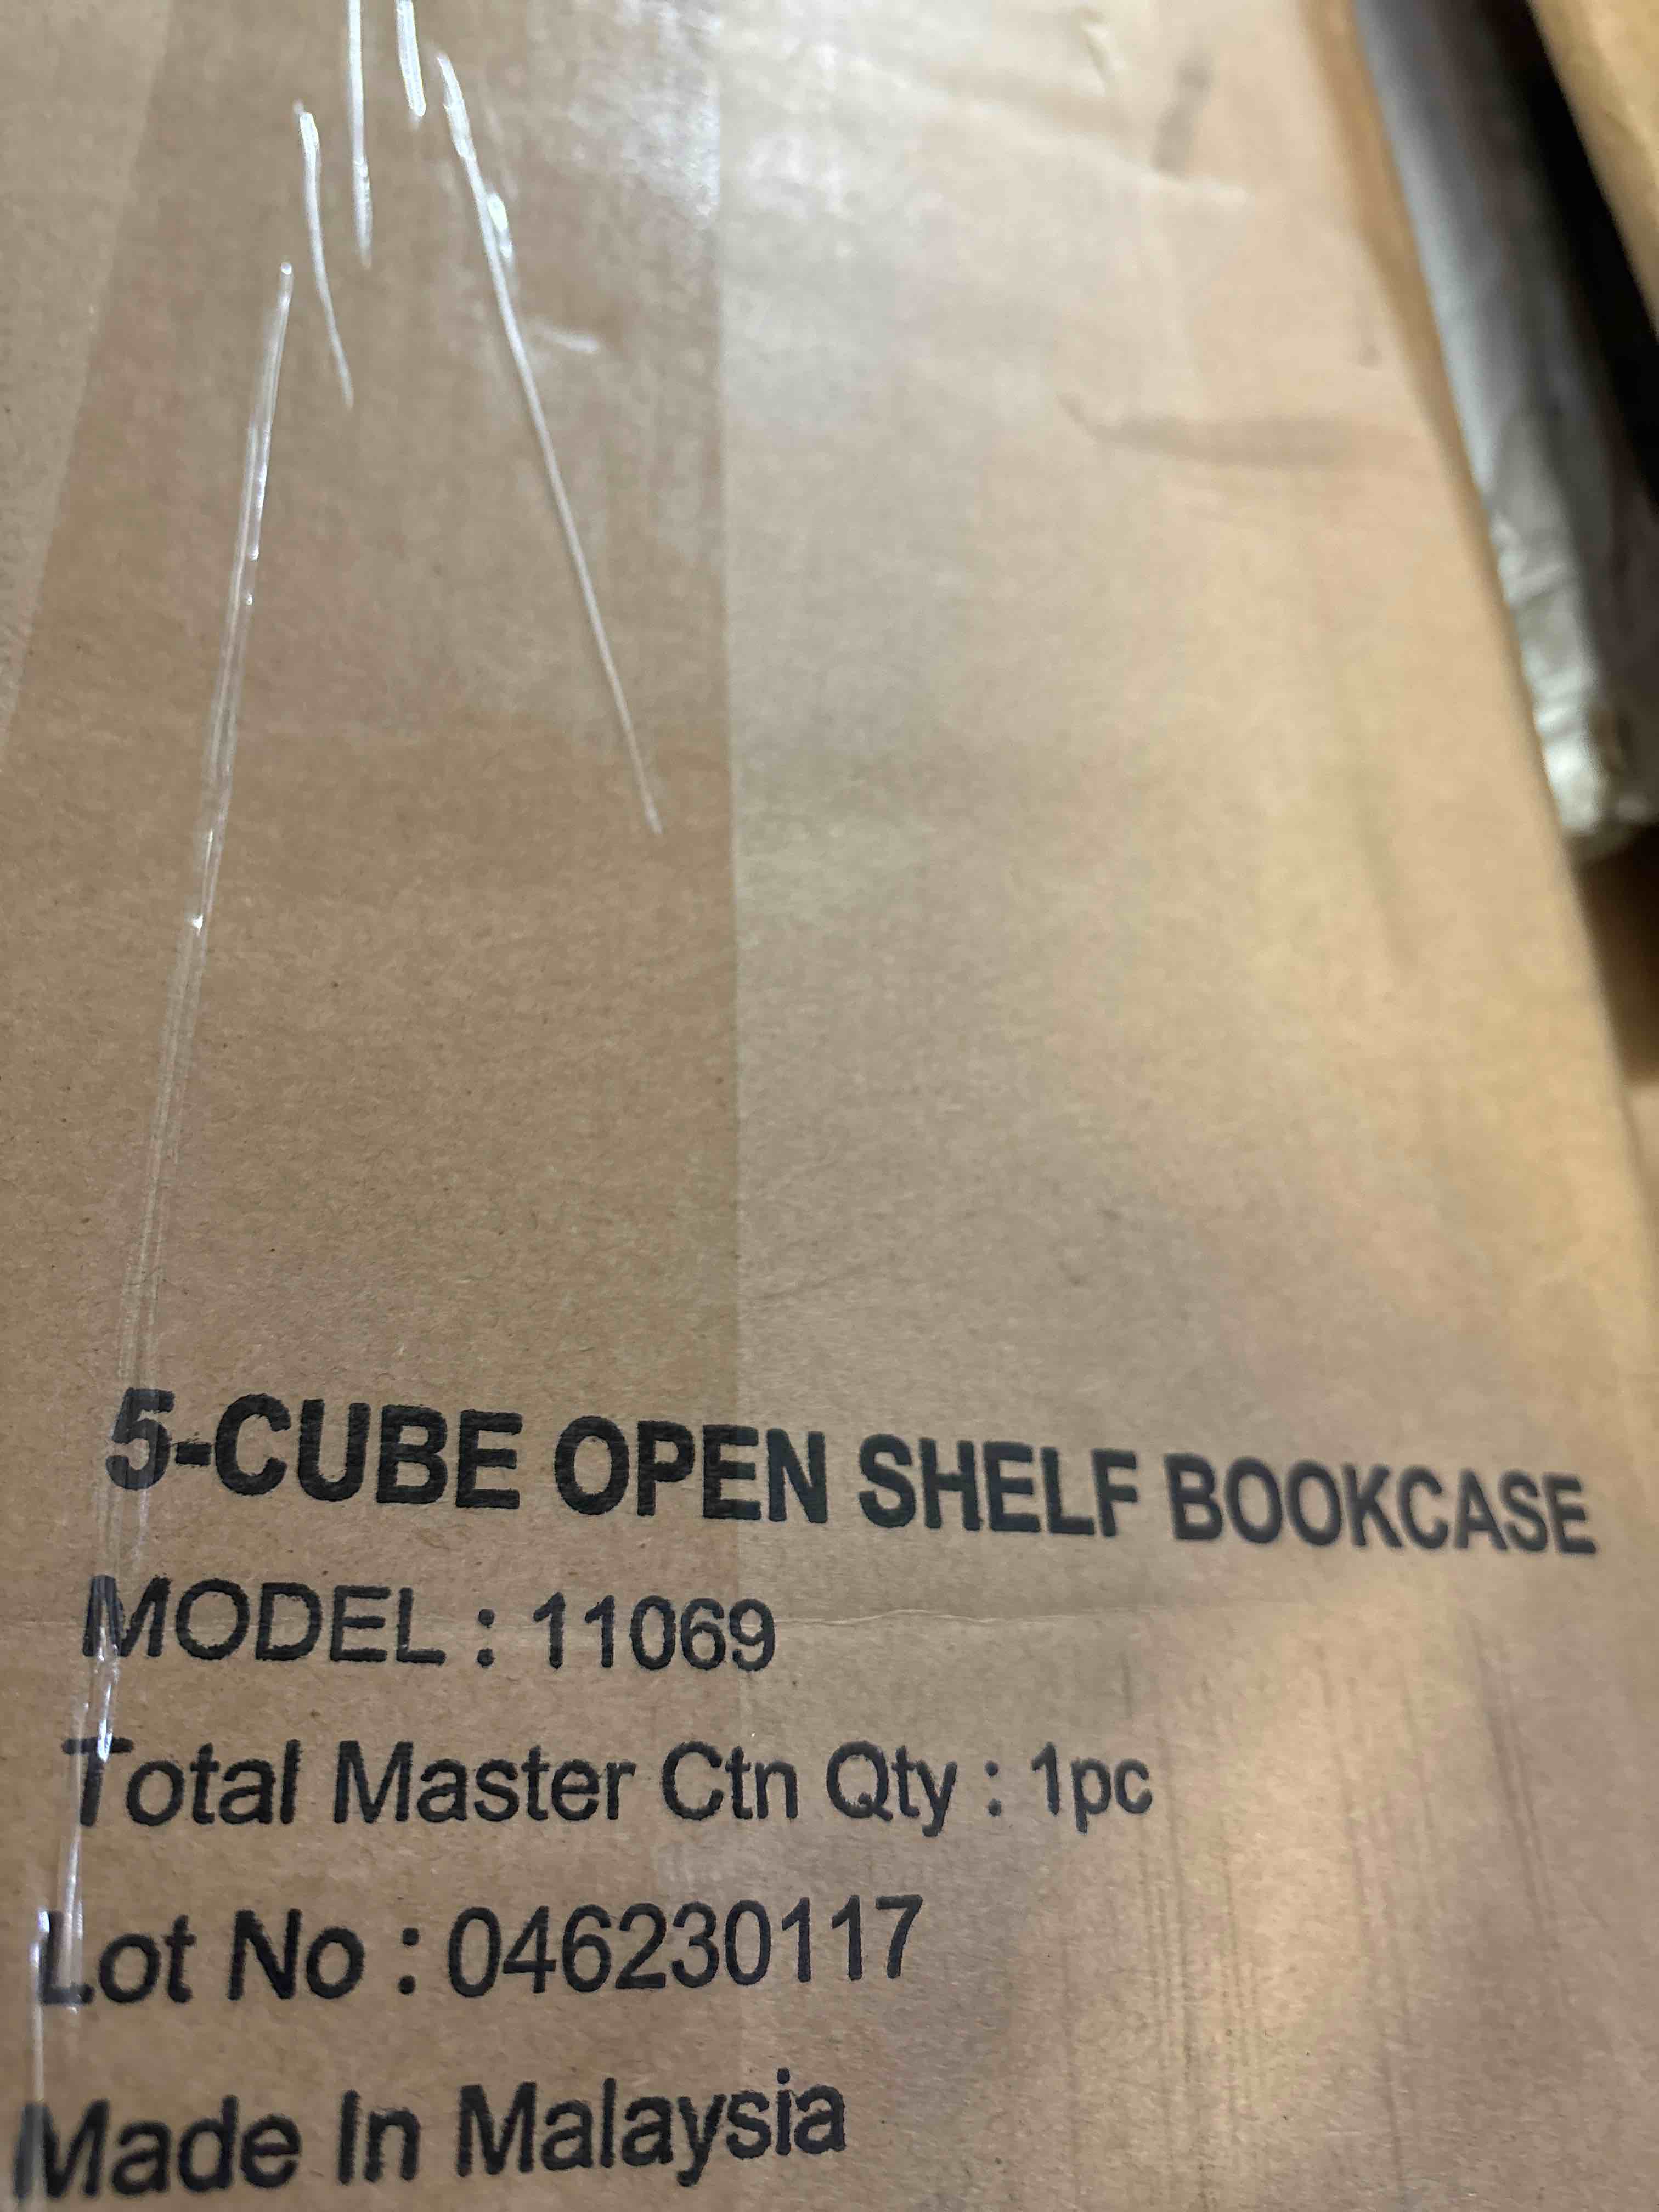 5-CUBE OPEN SHELF BOOKCASE
MODEL : 11069
Total Master Ctn Qty : 1pc
Lot No : 046230117
Made In Malaysia